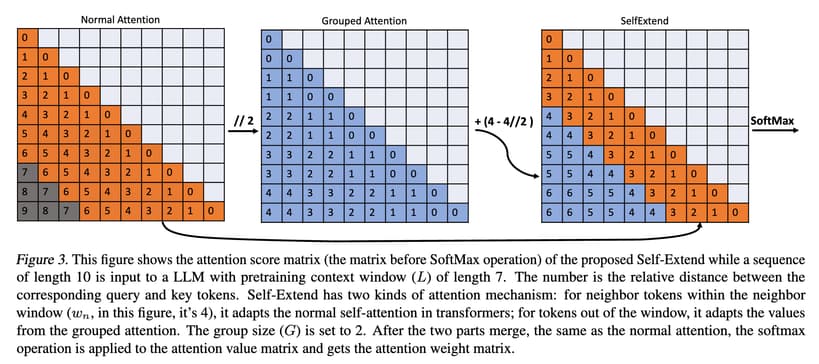 Normal Attention Grouped Attention SelfExtend
0 0 0
1 0 0 0 1 0
2 1 0 1 1 0 2 1 0
3 2 1 0 1 1 0 0 3 2 1 0
4 3 2 1 0 // 2 2 2 1 1 0 + (4 - 4//2) 4 3 2 1 0 SoftMax
5 4 3 2 1 0 2 2 1 1 0 0 4 4 3 2 1 0
6 5 4 3 2 1 0 3 3 2 2 1 1 0 5 5 4 3 2 1 0
7 6 5 4 3 2 1 0 3 3 2 2 1 1 0 0 5 5 4 4 3 2 1 0
8 7 6 5 4 3 2 1 0 4 4 3 3 2 2 1 1 0 6 6 5 5 4 3 2 1 0
9 8 7 6 5 4 3 2 1 0 4 4 3 3 2 2 1 1 0 0 6 6 5 5 4 4 3 2 1 0
Figure 3. This figure shows the attention score matrix (the matrix before SoftMax operation) of the proposed Self-Extend while a sequence
of length 10 is input to a LLM with pretraining context window (L) of length 7. The number is the relative distance between the
corresponding query and key tokens. Self-Extend has two kinds of attention mechanism: for neighbor tokens within the neighbor
window (wn, in this figure, it's 4), it adapts the normal self-attention in transformers; for tokens out of the window, it adapts the values
from the grouped attention. The group size (G) is set to 2. After the two parts merge, the same as the normal attention, the softmax
operation is applied to the attention value matrix and gets the attention weight matrix.